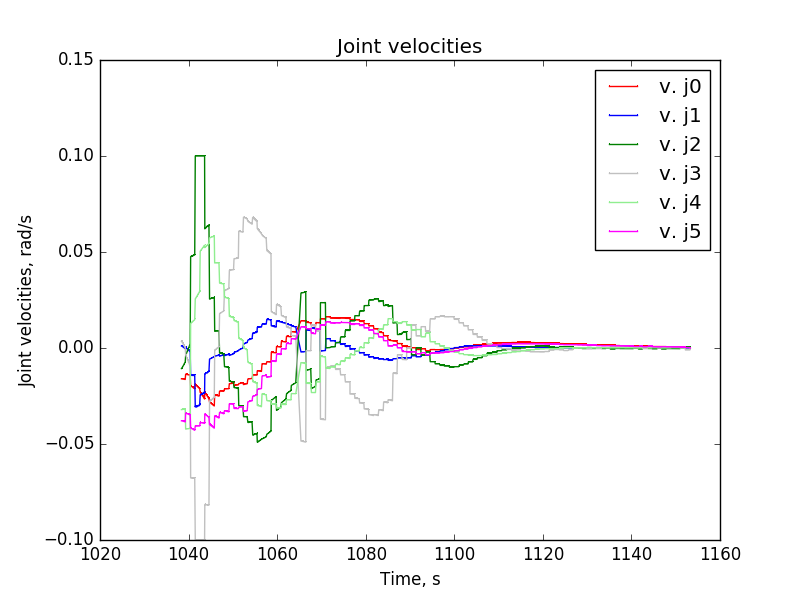 Joint velocities
0.15
0.10
0.05
0.00
−0.05
−0.10
Joint velocities, rad/s
v. j0
v. j1
v. j2
v. j3
v. j4
v. j5
1020 1040 1060 1080 1100 1120 1140 1160
Time, s